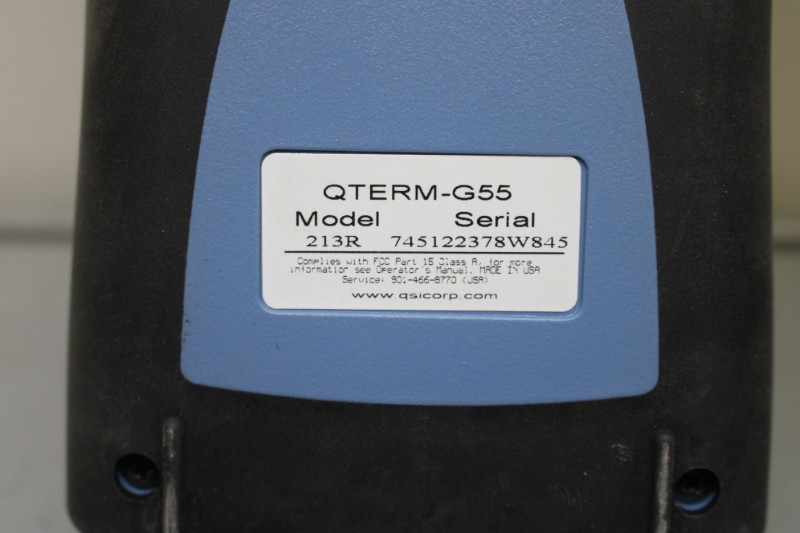 QTERM-G55
Model Serial
213R 745122378W845
Complies with FCC Part 15 Class A, for more
information see Operator's Manual. MADE IN USA
Service: 901-466-8770 (USA)
www.qsicorp.com